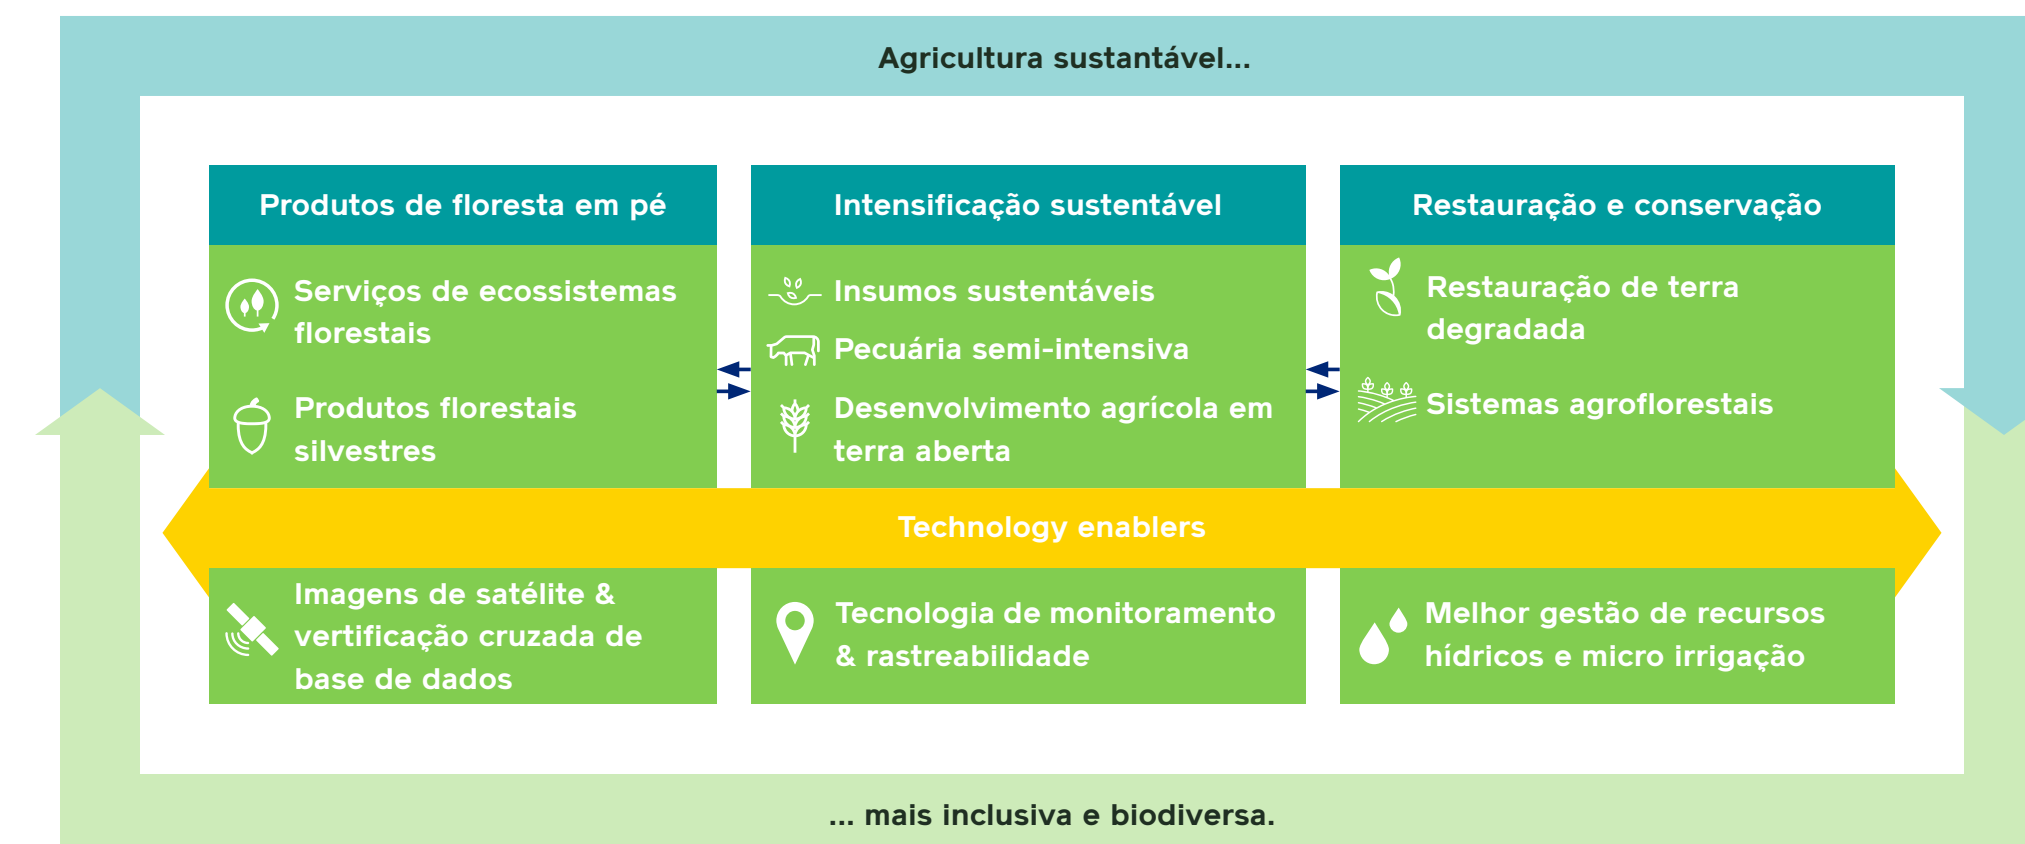 Agricultura sustantável...
Produtos de floresta em pé
Serviços de ecossistemas
florestais
Produtos florestais
silvestres
Intensificação sustentável
Insumos sustentáveis
Pecuária semi-intensiva
Desenvolvimento agrícola em
terra aberta
Restauração e conservação
Restauração de terra
degradada
Sistemas agroflorestais
Technology enablers
Imagens de satélite &
vertificação cruzada de
base de dados
Tecnologia de monitoramento
& rastreabilidade
Melhor gestão de recursos
hídricos e micro irrigação
... mais inclusiva e biodiversa.